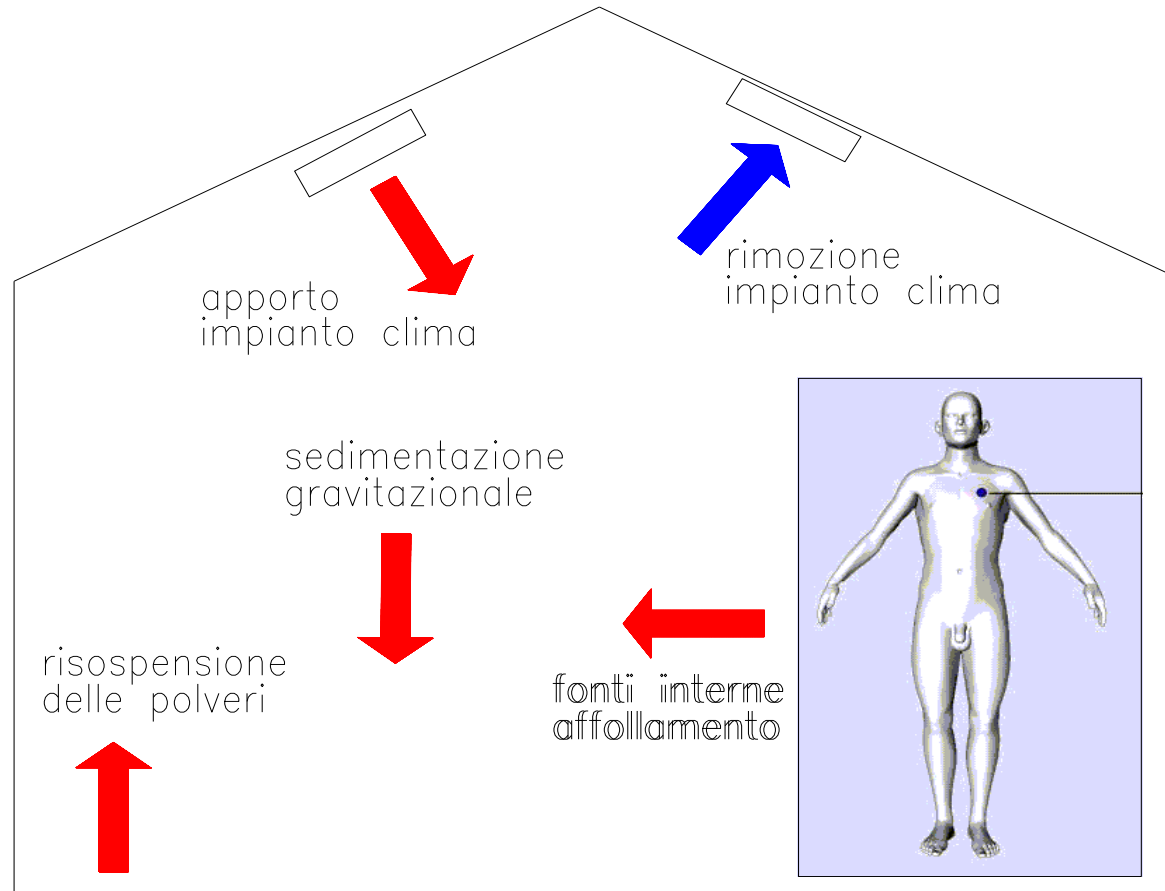 rimozione
impianto clima
apporto
impianto clima
sedimentazione
gravitazionale
risospensione
delle polveri
fonti interne
affollamento